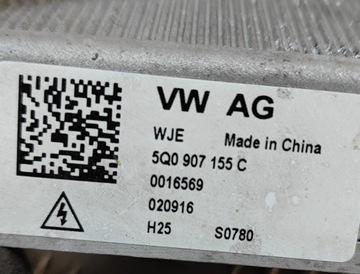 VW AG
WJE Made in China
5Q0 907 155 C
0016569
020916
H25 S0780